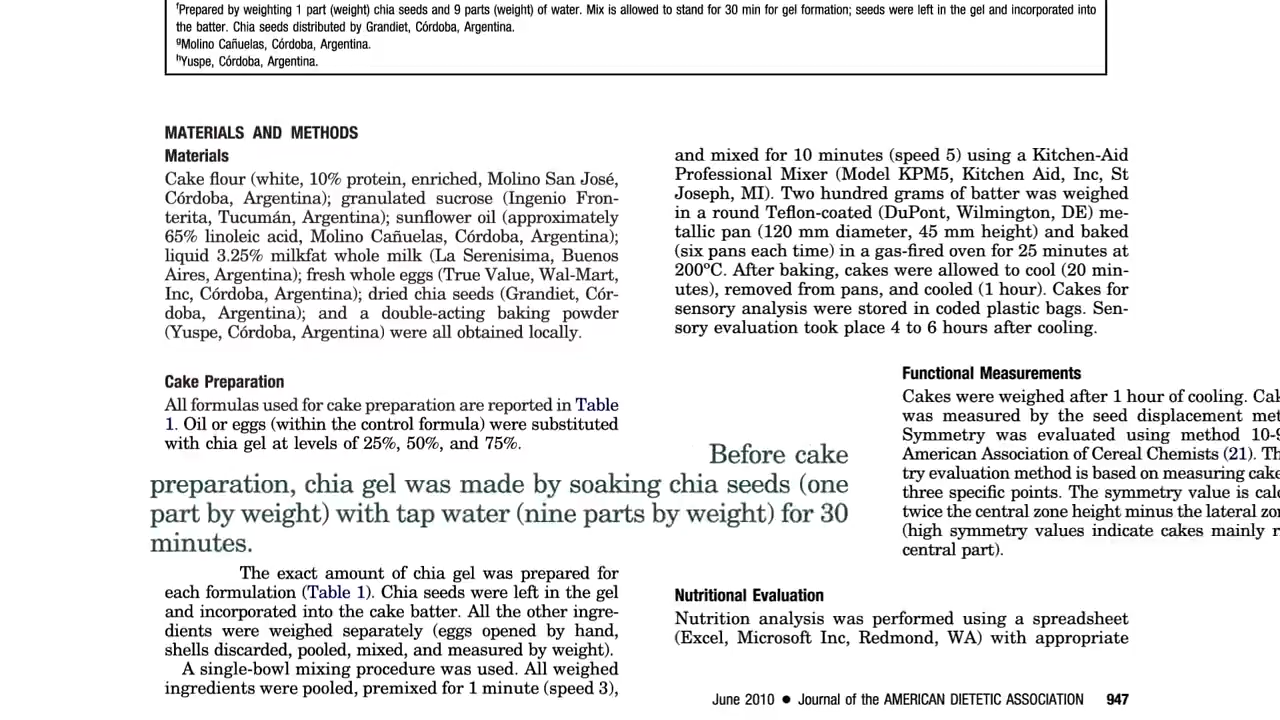 ᶠPrepared by weighting 1 part (weight) chia seeds and 9 parts (weight) of water. Mix is allowed to stand for 30 min for gel formation; seeds were left in the gel and incorporated into
the batter. Chia seeds distributed by Grandiet, Córdoba, Argentina.
ᵍMolino Cañuelas, Córdoba, Argentina.
ʰYuspe, Córdoba, Argentina.
MATERIALS AND METHODS
Materials
Cake flour (white, 10% protein, enriched, Molino San José,
Córdoba, Argentina); granulated sucrose (Ingenio Fron-
terita, Tucumán, Argentina); sunflower oil (approximately
65% linoleic acid, Molino Cañuelas, Córdoba, Argentina);
liquid 3.25% milkfat whole milk (La Serenisima, Buenos
Aires, Argentina); fresh whole eggs (True Value, Wal-Mart,
Inc, Córdoba, Argentina); dried chia seeds (Grandiet, Cór-
doba, Argentina); and a double-acting baking powder
(Yuspe, Córdoba, Argentina) were all obtained locally.
Cake Preparation
All formulas used for cake preparation are reported in Table
1. Oil or eggs (within the control formula) were substituted
with chia gel at levels of 25%, 50%, and 75%.
Before cake
preparation, chia gel was made by soaking chia seeds (one
part by weight) with tap water (nine parts by weight) for 30
minutes.
The exact amount of chia gel was prepared for
each formulation (Table 1). Chia seeds were left in the gel
and incorporated into the cake batter. All the other ingre-
dients were weighed separately (eggs opened by hand,
shells discarded, pooled, mixed, and measured by weight).
A single-bowl mixing procedure was used. All weighed
ingredients were pooled, premixed for 1 minute (speed 3),
and mixed for 10 minutes (speed 5) using a Kitchen-Aid
Professional Mixer (Model KPM5, Kitchen Aid, Inc, St
Joseph, MI). Two hundred grams of batter was weighed
in a round Teflon-coated (DuPont, Wilmington, DE) me-
tallic pan (120 mm diameter, 45 mm height) and baked
(six pans each time) in a gas-fired oven for 25 minutes at
200ºC. After baking, cakes were allowed to cool (20 min-
utes), removed from pans, and cooled (1 hour). Cakes for
sensory analysis were stored in coded plastic bags. Sen-
sory evaluation took place 4 to 6 hours after cooling.
Functional Measurements
Cakes were weighed after 1 hour of cooling. Cak
was measured by the seed displacement met
Symmetry was evaluated using method 10-9
American Association of Cereal Chemists (21). Th
try evaluation method is based on measuring cake
three specific points. The symmetry value is calc
twice the central zone height minus the lateral zon
(high symmetry values indicate cakes mainly r
central part).
Nutritional Evaluation
Nutrition analysis was performed using a spreadsheet
(Excel, Microsoft Inc, Redmond, WA) with appropriate
June 2010 ● Journal of the AMERICAN DIETETIC ASSOCIATION 947